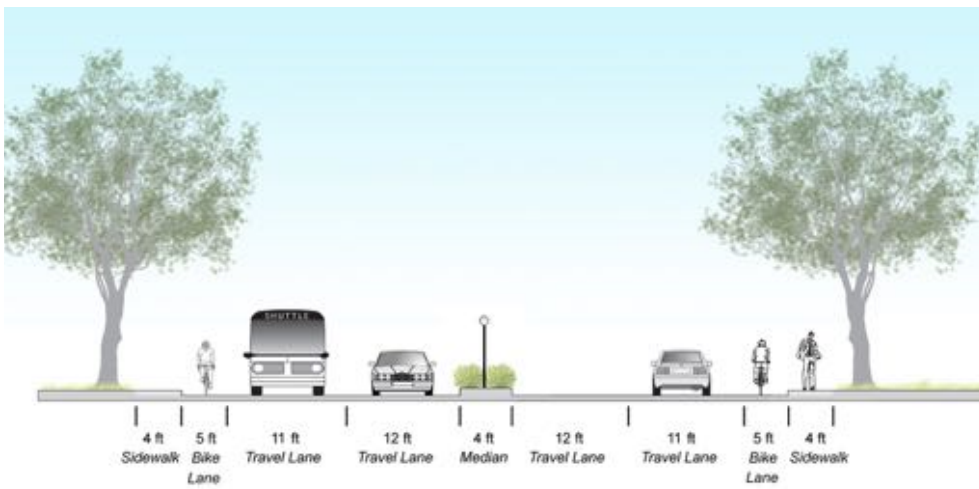 SHUTTLE
4 ft 5 ft 11 ft 12 ft 4 ft 12 ft 11 ft 5 ft 4 ft
Sidewalk Bike Travel Lane Travel Lane Median Travel Lane Travel Lane Bike Sidewalk
Lane Lane